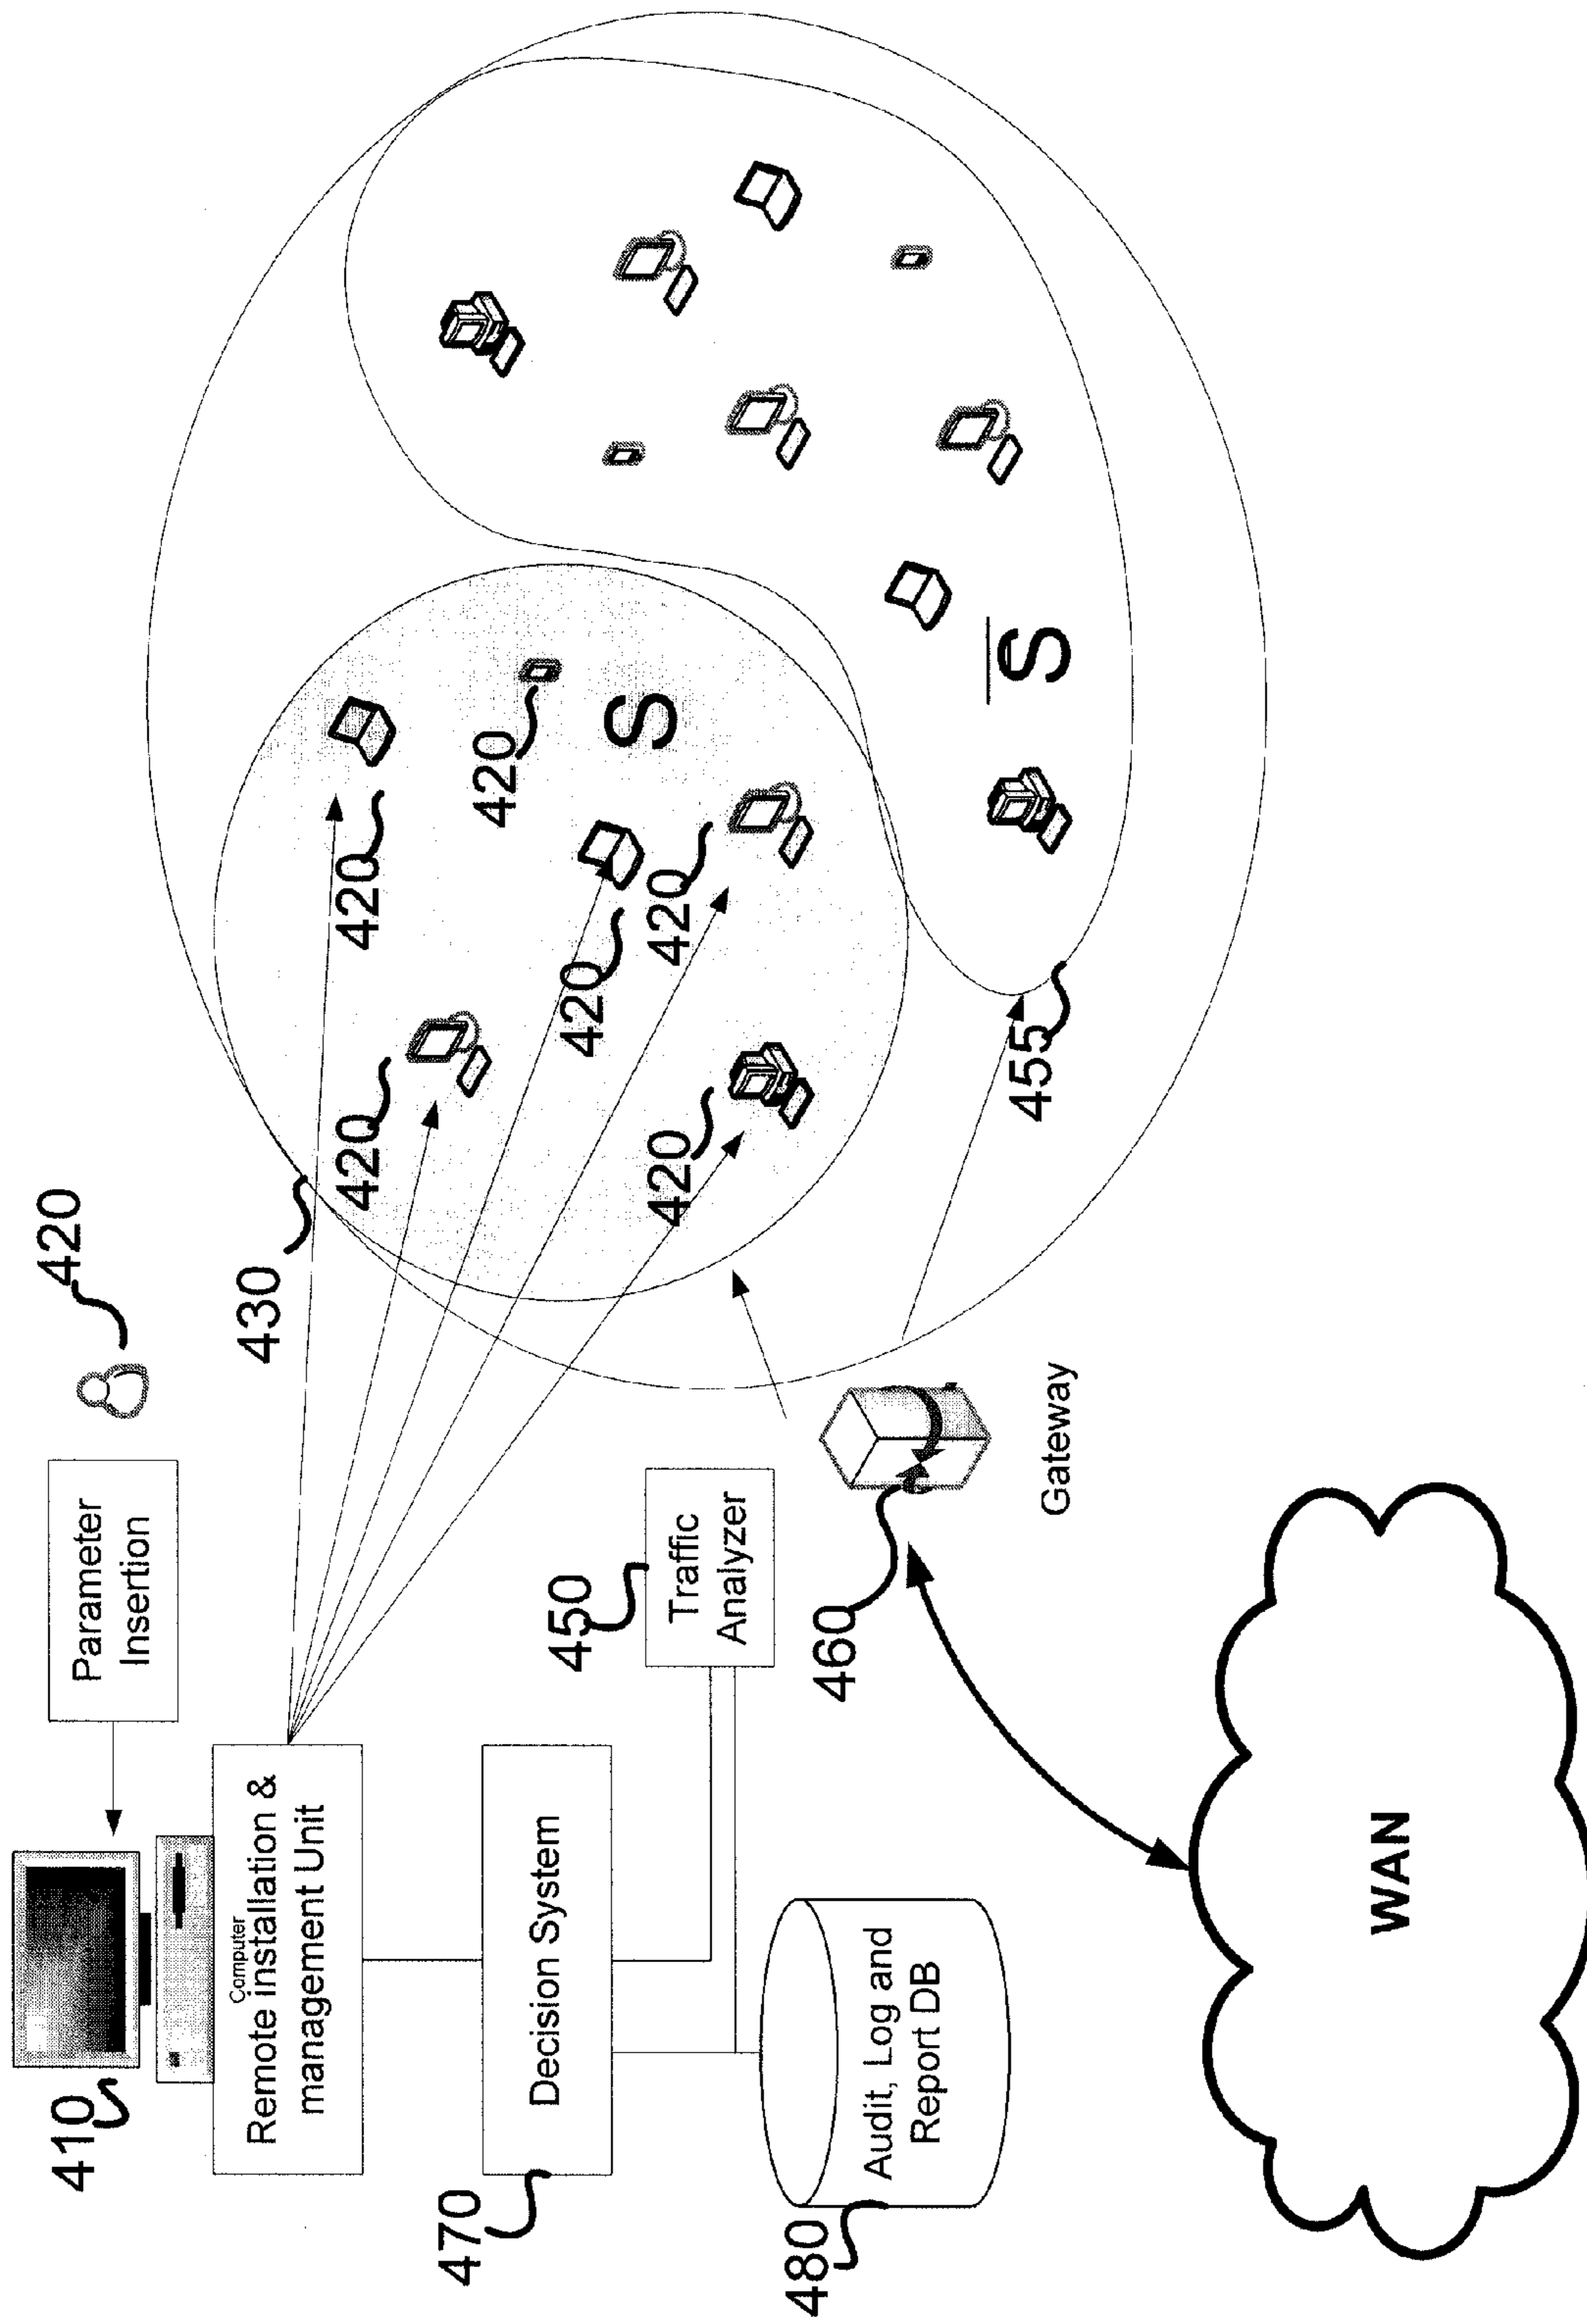 410
Parameter
Insertion
420
Computer
Remote installation &
management Unit
430
420
420
420
470
Decision System
450
Traffic
Analyzer
420
420
420
S
480
Audit, Log and
Report DB
460
Gateway
455
S̅
WAN